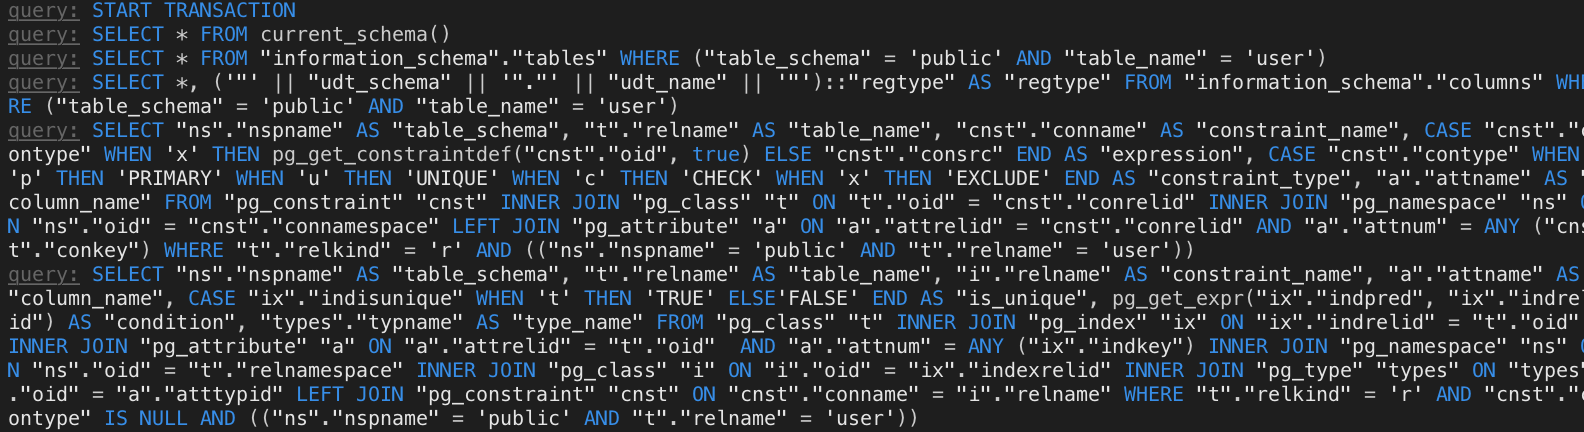 query: START TRANSACTION
query: SELECT * FROM current_schema()
query: SELECT * FROM "information_schema"."tables" WHERE ("table_schema" = 'public' AND "table_name" = 'user')
query: SELECT *, ('"' || "udt_schema" || '"."' || "udt_name" || '"')::"regtype" AS "regtype" FROM "information_schema"."columns" WHE
RE ("table_schema" = 'public' AND "table_name" = 'user')
query: SELECT "ns"."nspname" AS "table_schema", "t"."relname" AS "table_name", "cnst"."conname" AS "constraint_name", CASE "cnst"."c
ontype" WHEN 'x' THEN pg_get_constraintdef("cnst"."oid", true) ELSE "cnst"."consrc" END AS "expression", CASE "cnst"."contype" WHEN
'p' THEN 'PRIMARY' WHEN 'u' THEN 'UNIQUE' WHEN 'c' THEN 'CHECK' WHEN 'x' THEN 'EXCLUDE' END AS "constraint_type", "a"."attname" AS "
column_name" FROM "pg_constraint" "cnst" INNER JOIN "pg_class" "t" ON "t"."oid" = "cnst"."conrelid" INNER JOIN "pg_namespace" "ns" O
N "ns"."oid" = "cnst"."connamespace" LEFT JOIN "pg_attribute" "a" ON "a"."attrelid" = "cnst"."conrelid" AND "a"."attnum" = ANY ("cns
t"."conkey") WHERE "t"."relkind" = 'r' AND (("ns"."nspname" = 'public' AND "t"."relname" = 'user'))
query: SELECT "ns"."nspname" AS "table_schema", "t"."relname" AS "table_name", "i"."relname" AS "constraint_name", "a"."attname" AS
"column_name", CASE "ix"."indisunique" WHEN 't' THEN 'TRUE' ELSE'FALSE' END AS "is_unique", pg_get_expr("ix"."indpred", "ix"."indrel
id") AS "condition", "types"."typname" AS "type_name" FROM "pg_class" "t" INNER JOIN "pg_index" "ix" ON "ix"."indrelid" = "t"."oid"
INNER JOIN "pg_attribute" "a" ON "a"."attrelid" = "t"."oid"  AND "a"."attnum" = ANY ("ix"."indkey") INNER JOIN "pg_namespace" "ns" O
N "ns"."oid" = "t"."relnamespace" INNER JOIN "pg_class" "i" ON "i"."oid" = "ix"."indexrelid" INNER JOIN "pg_type" "types" ON "types"
."oid" = "a"."atttypid" LEFT JOIN "pg_constraint" "cnst" ON "cnst"."conname" = "i"."relname" WHERE "t"."relkind" = 'r' AND "cnst"."c
ontype" IS NULL AND (("ns"."nspname" = 'public' AND "t"."relname" = 'user'))